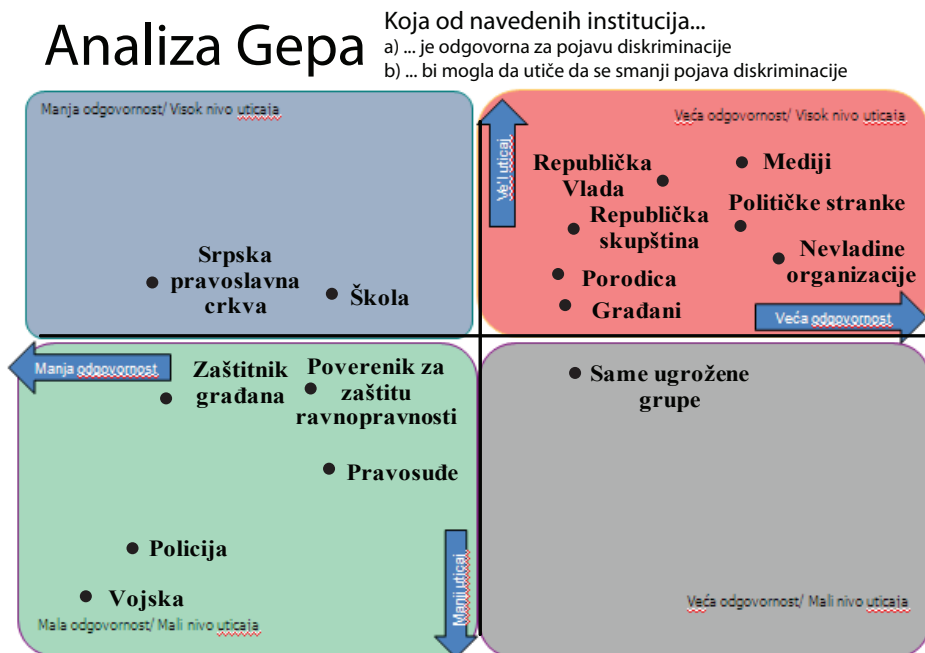 Analiza Gepa
Koja od navedenih institucija...
a) ... je odgovorna za pojavu diskriminacije
b) ... bi mogla da utiče da se smanji pojava diskriminacije
Manja odgovornost/ Visok nivo uticaja
Veća odgovornost/ Visok nivo uticaja
Ve'I uticaj
Republička
Vlada
Mediji
Političke stranke
Republička
skupština
Nevladine
organizacije
Porodica
Građani
Srpska
pravoslavna
crkva
Škola
Veća odgovornost
Manja odgovornost
Zaštitnik
građana
Poverenik za
zaštitu
ravnopravnosti
Same ugrožene
grupe
Pravosuđe
Policija
Vojska
Manji uticaj
Mala odgovornost/ Mali nivo uticaja
Veća odgovornost/ Mali nivo uticaja